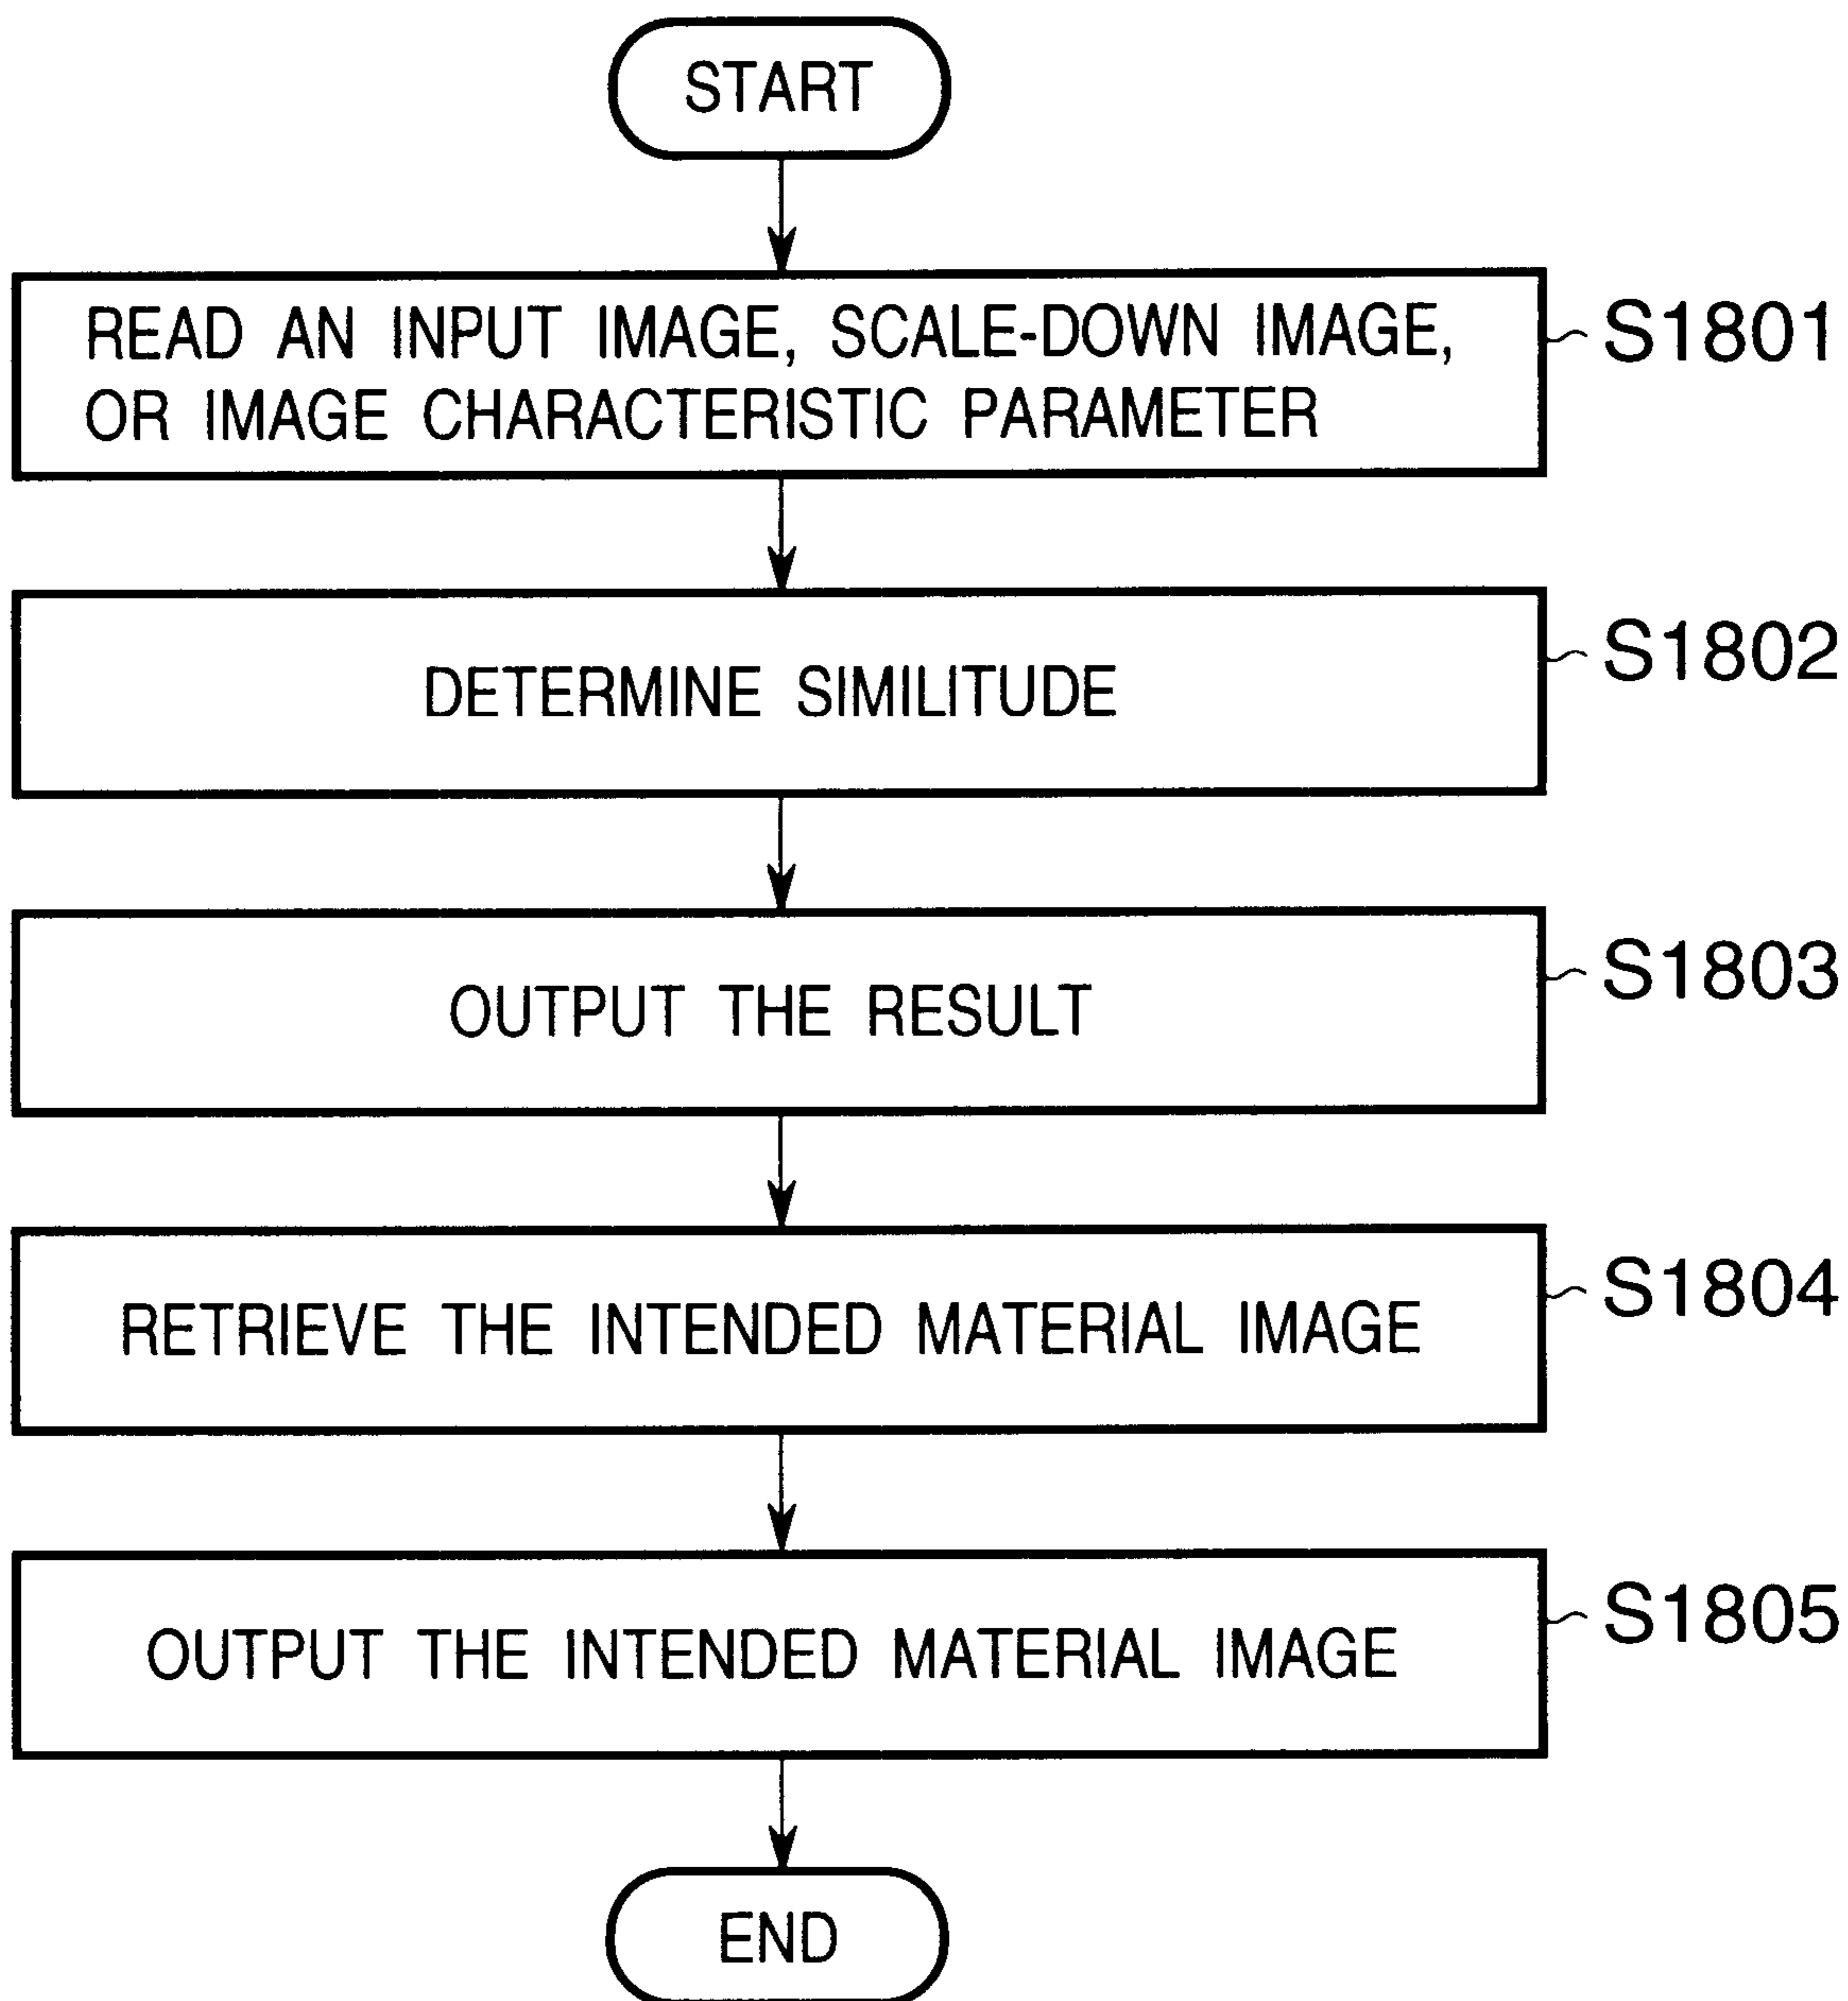 START
READ AN INPUT IMAGE, SCALE-DOWN IMAGE,
OR IMAGE CHARACTERISTIC PARAMETER
S1801
DETERMINE SIMILITUDE
S1802
OUTPUT THE RESULT
S1803
RETRIEVE THE INTENDED MATERIAL IMAGE
S1804
OUTPUT THE INTENDED MATERIAL IMAGE
S1805
END